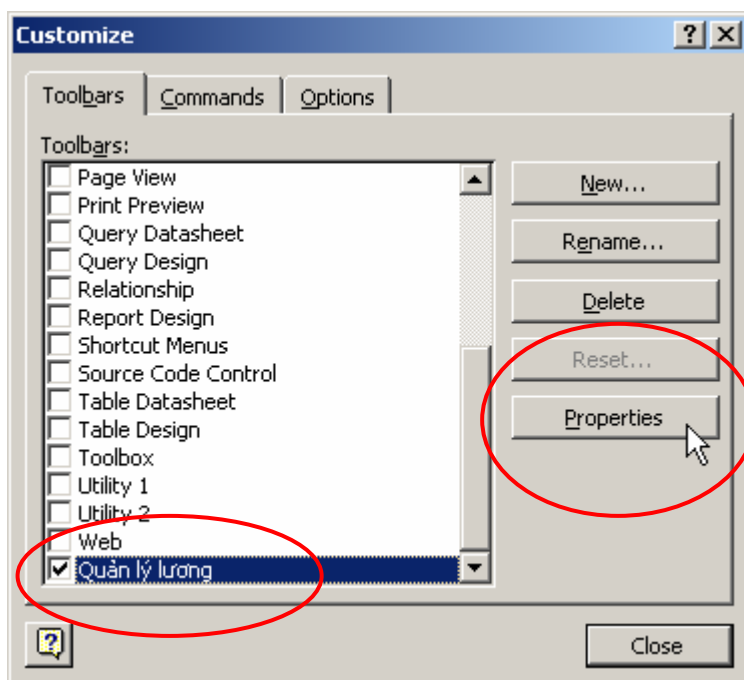 Customize
Toolbars Commands Options
Toolbars:
Page View
Print Preview
Query Datasheet
Query Design
Relationship
Report Design
Shortcut Menus
Source Code Control
Table Datasheet
Table Design
Toolbox
Utility 1
Utility 2
Web
Quản lý lương
New...
Rename...
Delete
Reset...
Properties
Close